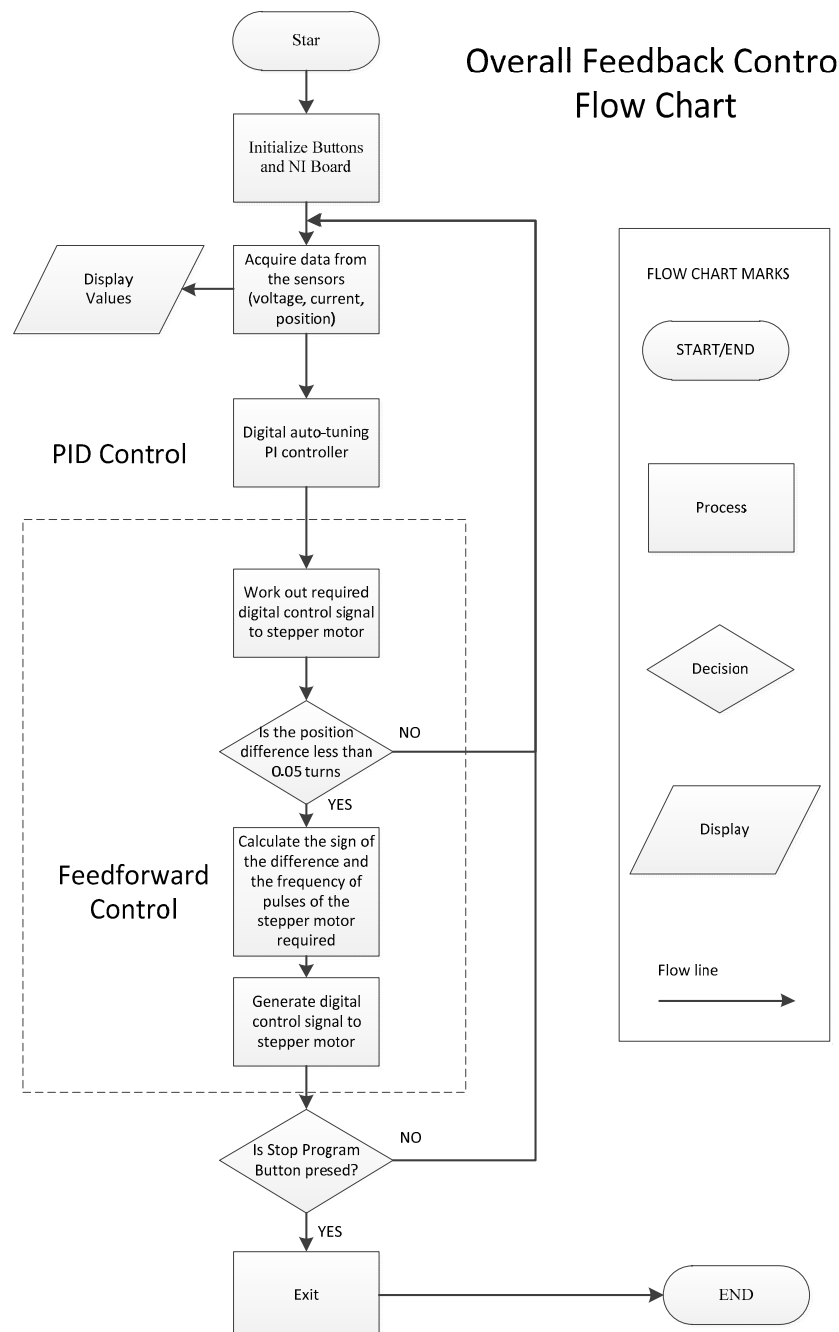 Star
Overall Feedback Contro
Flow Chart
Initialize Buttons
and NI Board
Acquire data from
the sensors
(voltage, current,
position)
Display
Values
Digital auto-tuning
PI controller
PID Control
Work out required
digital control signal
to stepper motor
Is the position
difference less than
0.05 turns
NO
YES
Calculate the sign of
the difference and
the frequency of
pulses of the
stepper motor
required
Feedforward
Control
Generate digital
control signal to
stepper motor
Is Stop Program
Button presed?
NO
YES
Exit
END
FLOW CHART MARKS
START/END
Process
Decision
Display
Flow line